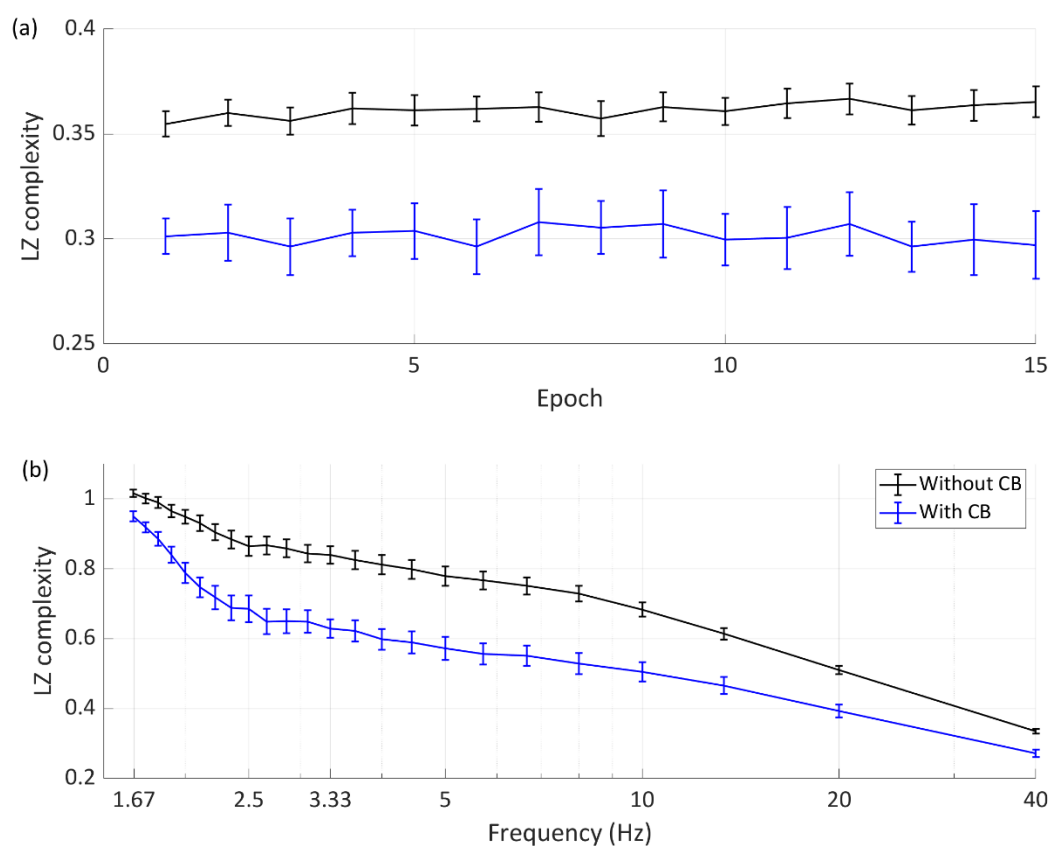 (a)
0.4
0.35
0.3
0.25
LZ complexity
0 5 10 15
Epoch
(b)
Without CB
With CB
1
0.8
0.6
0.4
0.2
LZ complexity
1.67 2.5 3.33 5 10 20 40
Frequency (Hz)